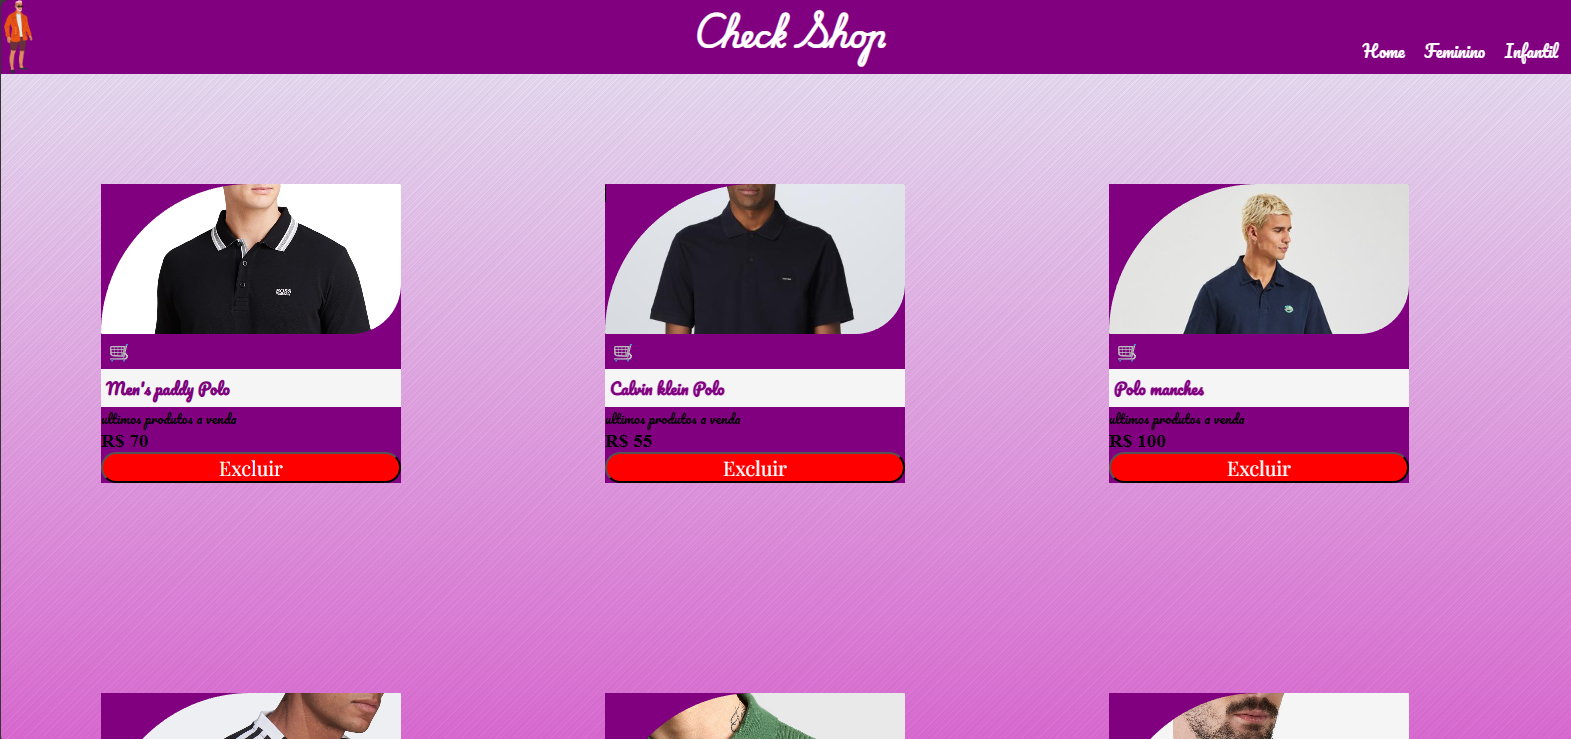 Check Shop
Home Feminino Infantil
BOSS
Men's paddy Polo
ultimos produtos a venda
R$ 70
Excluir
Calvin klein Polo
ultimos produtos a venda
R$ 55
Excluir
Polo manches
ultimos produtos a venda
R$ 100
Excluir